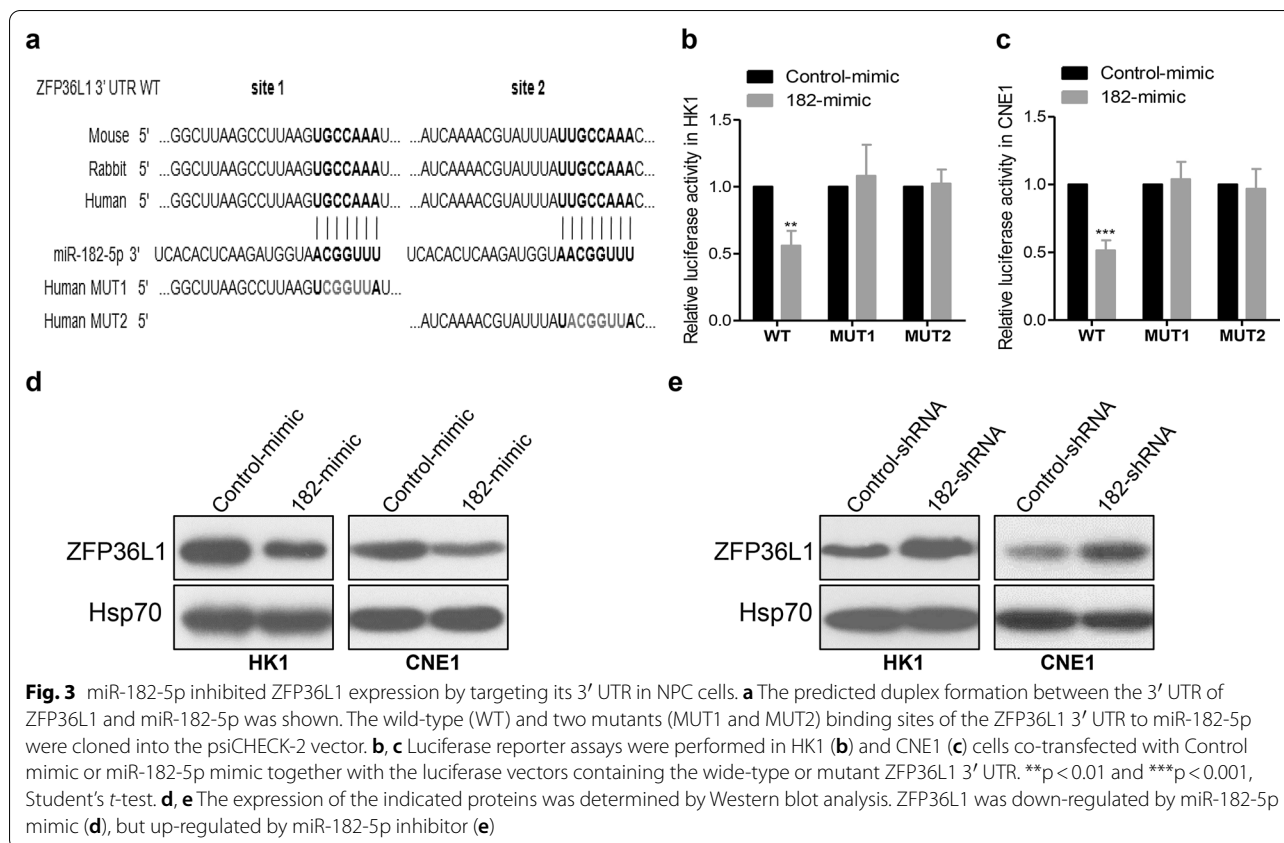 a
ZFP36L1 3' UTR WT site 1 site 2
Mouse 5' ...GGCUUAAGCCUUAAGUGCCAAAU... ...AUCAAAACGUAUUUAUUGCCAAAC...
Rabbit 5' ...GGCUUAAGCCUUAAGUGCCAAAU... ...AUCAAAACGUAUUUAUUGCCAAAC...
Human 5' ...GGCUUAAGCCUUAAGUGCCAAAU... ...AUCAAAACGUAUUUAUUGCCAAAC...
miR-182-5p 3' UCACACUCAAGAUGGUAACGGUUU UCACACUCAAGAUGGUAACGGUUU
Human MUT1 5' ...GGCUUAAGCCUUAAGUCGGUUAU...
Human MUT2 5' ...AUCAAAACGUAUUUAUACGGUUAC...
b
Control-mimic
182-mimic
Relative luciferase activity in HK1
1.5
1.0
0.5
0.0
**
WT MUT1 MUT2
c
Control-mimic
182-mimic
Relative luciferase activity in CNE1
1.5
1.0
0.5
0.0
***
WT MUT1 MUT2
d
Control-mimic 182-mimic Control-mimic 182-mimic
ZFP36L1
Hsp70
HK1 CNE1
e
Control-shRNA 182-shRNA Control-shRNA 182-shRNA
ZFP36L1
Hsp70
HK1 CNE1
Fig. 3 miR-182-5p inhibited ZFP36L1 expression by targeting its 3′ UTR in NPC cells. a The predicted duplex formation between the 3′ UTR of
ZFP36L1 and miR-182-5p was shown. The wild-type (WT) and two mutants (MUT1 and MUT2) binding sites of the ZFP36L1 3′ UTR to miR-182-5p
were cloned into the psiCHECK-2 vector. b, c Luciferase reporter assays were performed in HK1 (b) and CNE1 (c) cells co-transfected with Control
mimic or miR-182-5p mimic together with the luciferase vectors containing the wide-type or mutant ZFP36L1 3′ UTR. **p < 0.01 and ***p < 0.001,
Student's t-test. d, e The expression of the indicated proteins was determined by Western blot analysis. ZFP36L1 was down-regulated by miR-182-5p
mimic (d), but up-regulated by miR-182-5p inhibitor (e)